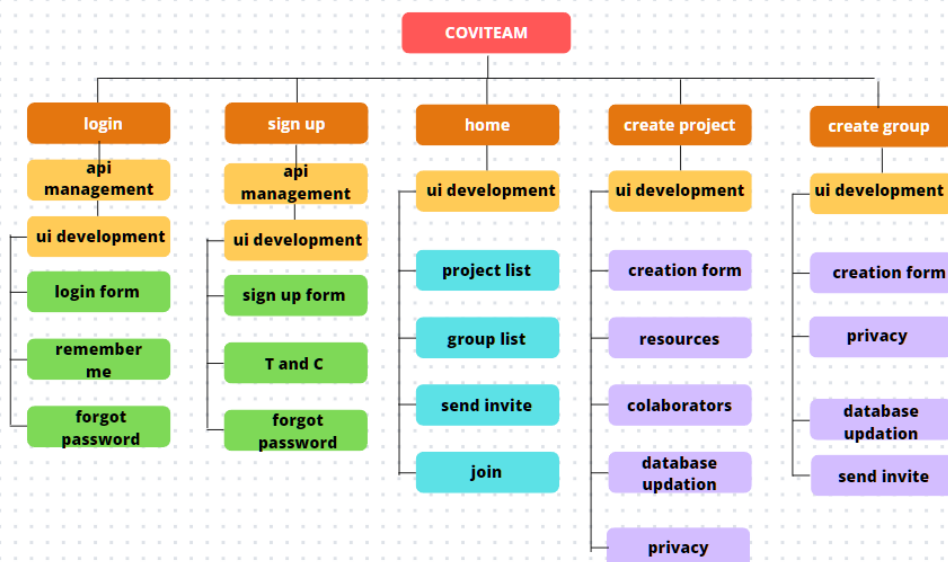 COVITEAM
login
api
management
ui development
login form
remember
me
forgot
password
sign up
api
management
ui development
sign up form
T and C
forgot
password
home
ui development
project list
group list
send invite
join
create project
ui development
creation form
resources
colaborators
database
updation
privacy
create group
ui development
creation form
privacy
database
updation
send invite